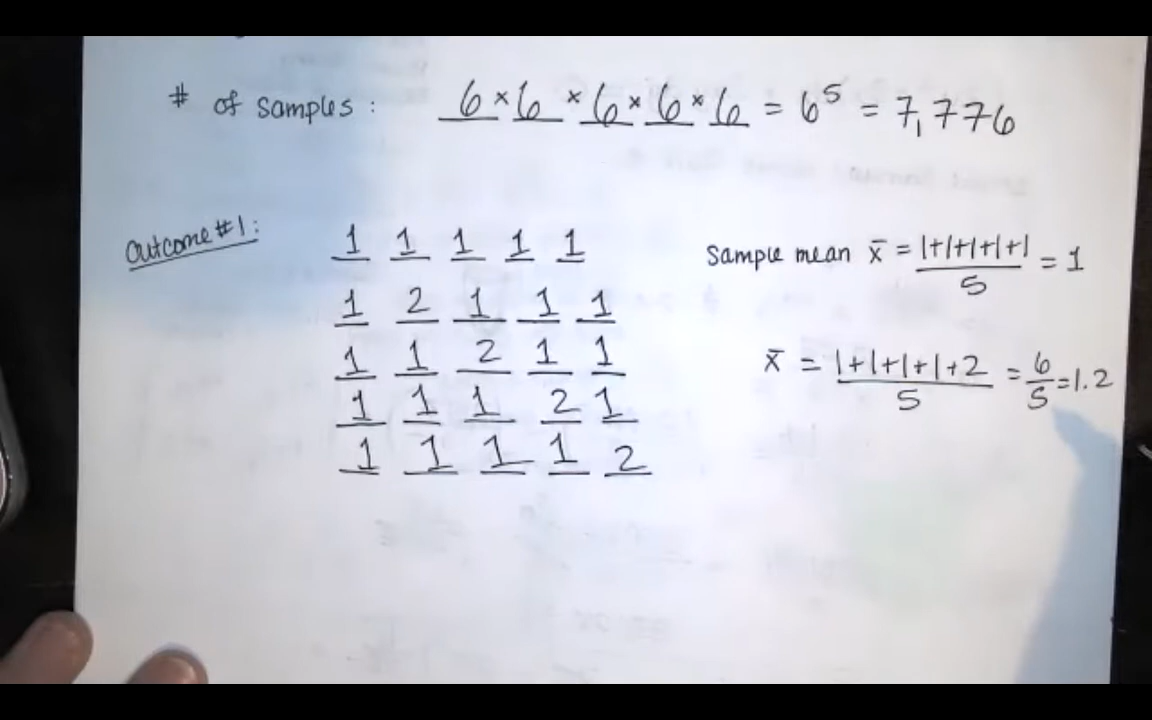 # of samples: 6 × 6 × 6 × 6 × 6 = 6⁵ = 7,776
Outcome #1: 1 1 1 1 1 Sample mean x̄ = 1+1+1+1+1 / 5 = 1
1 2 1 1 1
1 1 2 1 1 x̄ = 1+1+1+1+2 / 5 = 6/5 = 1.2
1 1 1 2 1
1 1 1 1 2